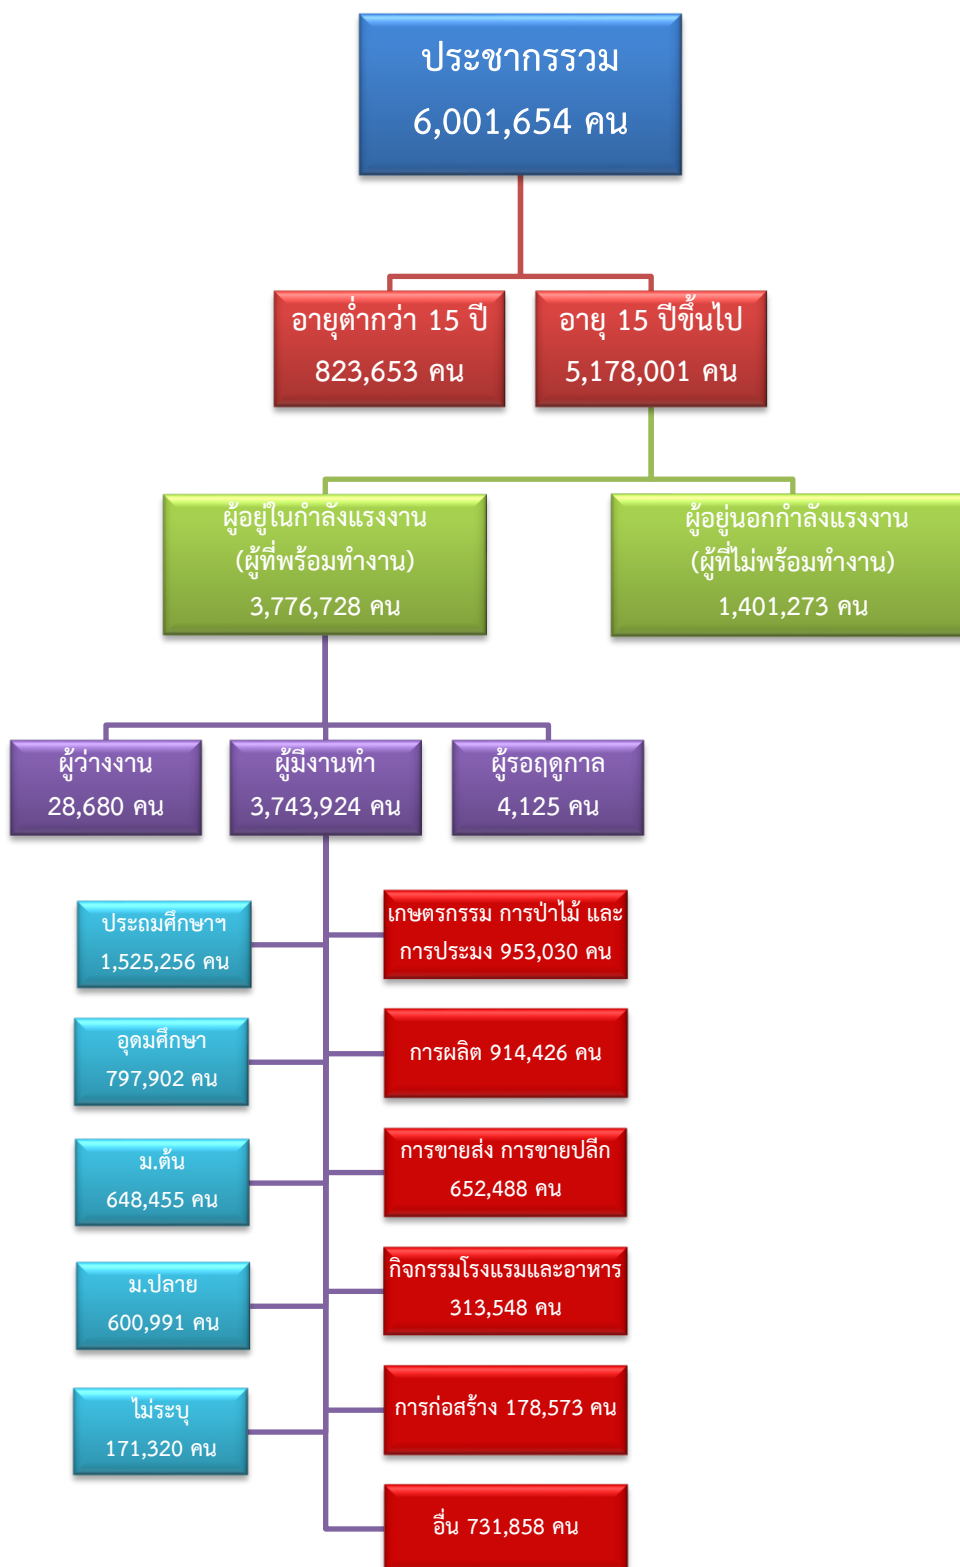 ประชากรรวม
6,001,654 คน
อายุต่ำกว่า 15 ปี
823,653 คน
อายุ 15 ปีขึ้นไป
5,178,001 คน
ผู้อยู่ในกำลังแรงงาน
(ผู้ที่พร้อมทำงาน)
3,776,728 คน
ผู้อยู่นอกกำลังแรงงาน
(ผู้ที่ไม่พร้อมทำงาน)
1,401,273 คน
ผู้ว่างงาน
28,680 คน
ผู้มีงานทำ
3,743,924 คน
ผู้รอฤดูกาล
4,125 คน
ประถมศึกษาฯ
1,525,256 คน
อุดมศึกษา
797,902 คน
ม.ต้น
648,455 คน
ม.ปลาย
600,991 คน
ไม่ระบุ
171,320 คน
เกษตรกรรม การป่าไม้ และ
การประมง 953,030 คน
การผลิต 914,426 คน
การขายส่ง การขายปลีก
652,488 คน
กิจกรรมโรงแรมและอาหาร
313,548 คน
การก่อสร้าง 178,573 คน
อื่น 731,858 คน